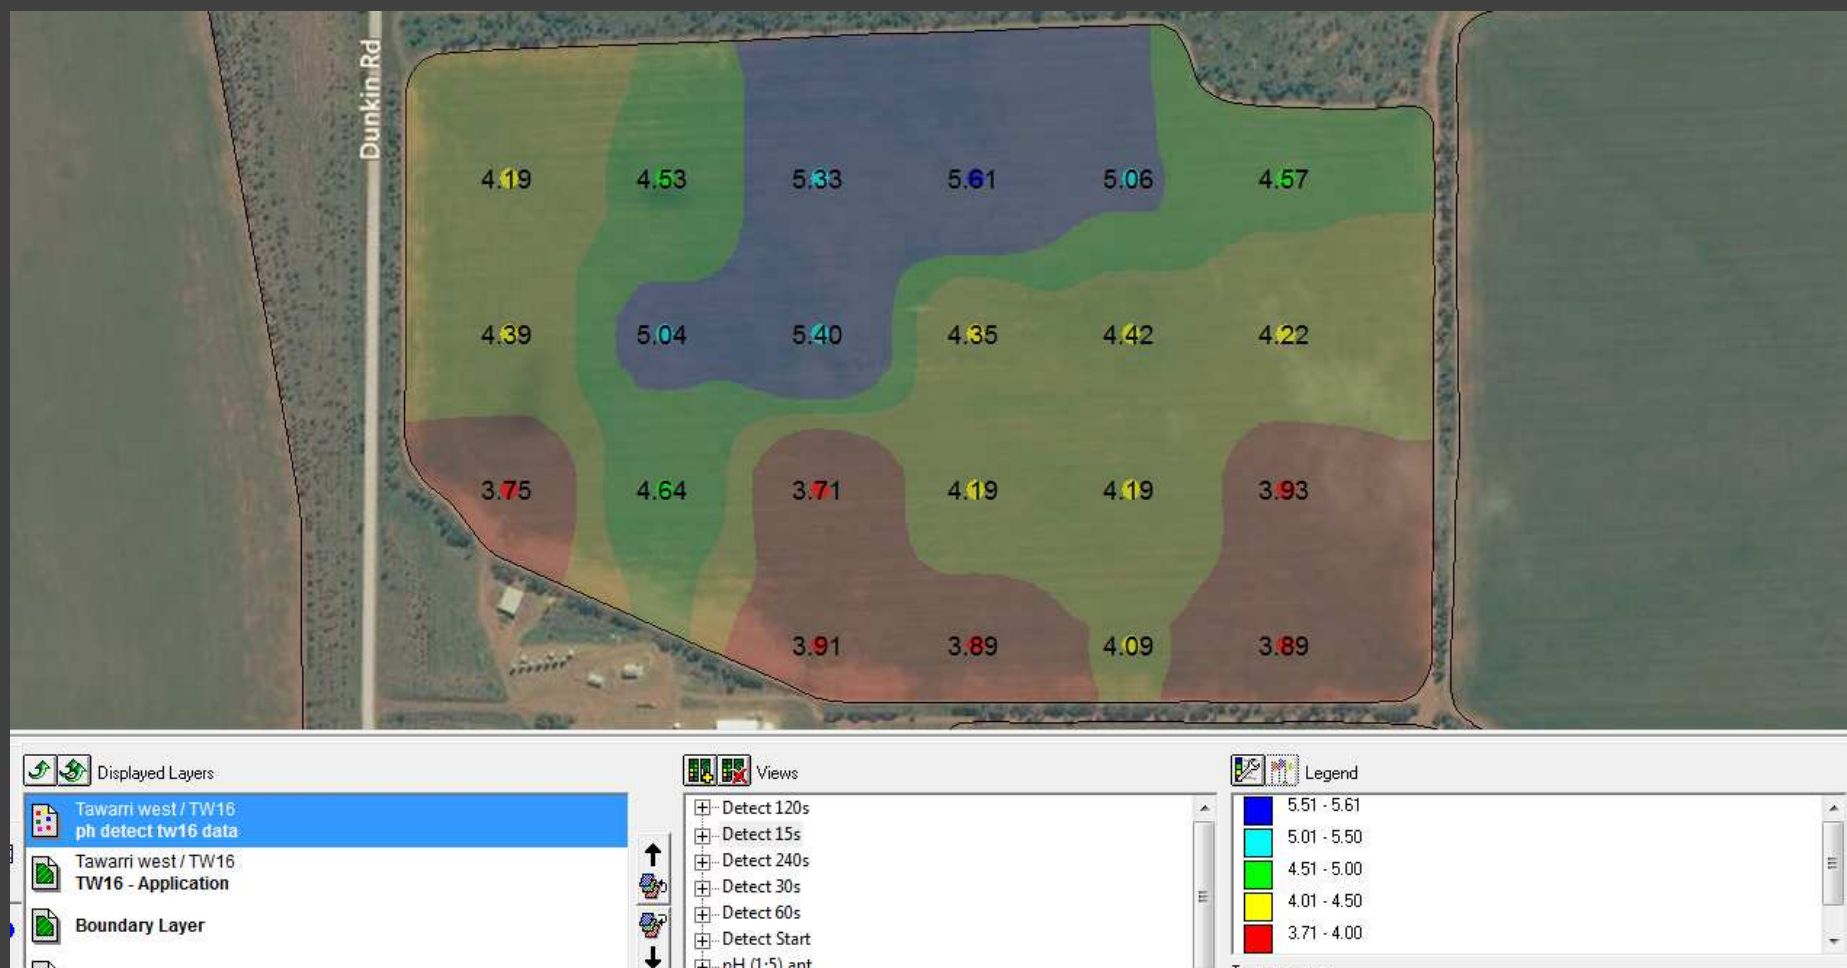 Dunkin Rd
4.19 4.53 5.33 5.61 5.06 4.57
4.39 5.04 5.40 4.35 4.42 4.22
3.75 4.64 3.71 4.19 4.19 3.93
3.91 3.89 4.09 3.89
Displayed Layers
Tawarri west / TW16
ph detect tw16 data
Tawarri west / TW16
TW16 - Application
Boundary Layer
Views
Detect 120s
Detect 15s
Detect 240s
Detect 30s
Detect 60s
Detect Start
pH (1:5) apt
Legend
5.51 - 5.61
5.01 - 5.50
4.51 - 5.00
4.01 - 4.50
3.71 - 4.00